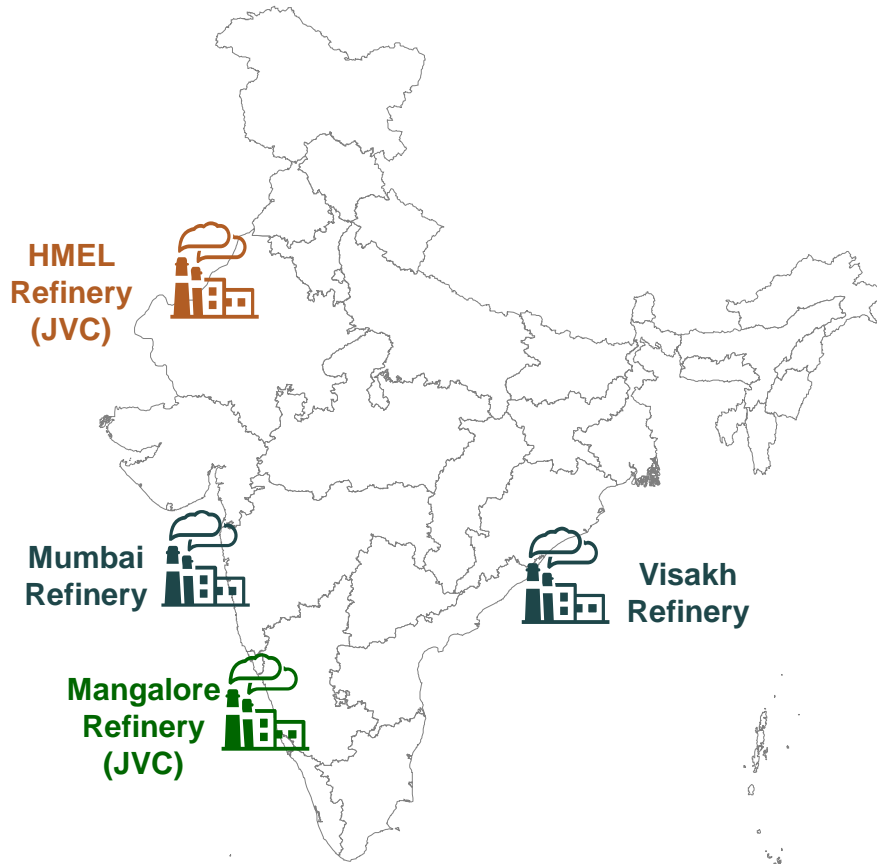 HMEL
Refinery
(JVC)
Mumbai
Refinery
Visakh
Refinery
Mangalore
Refinery
(JVC)